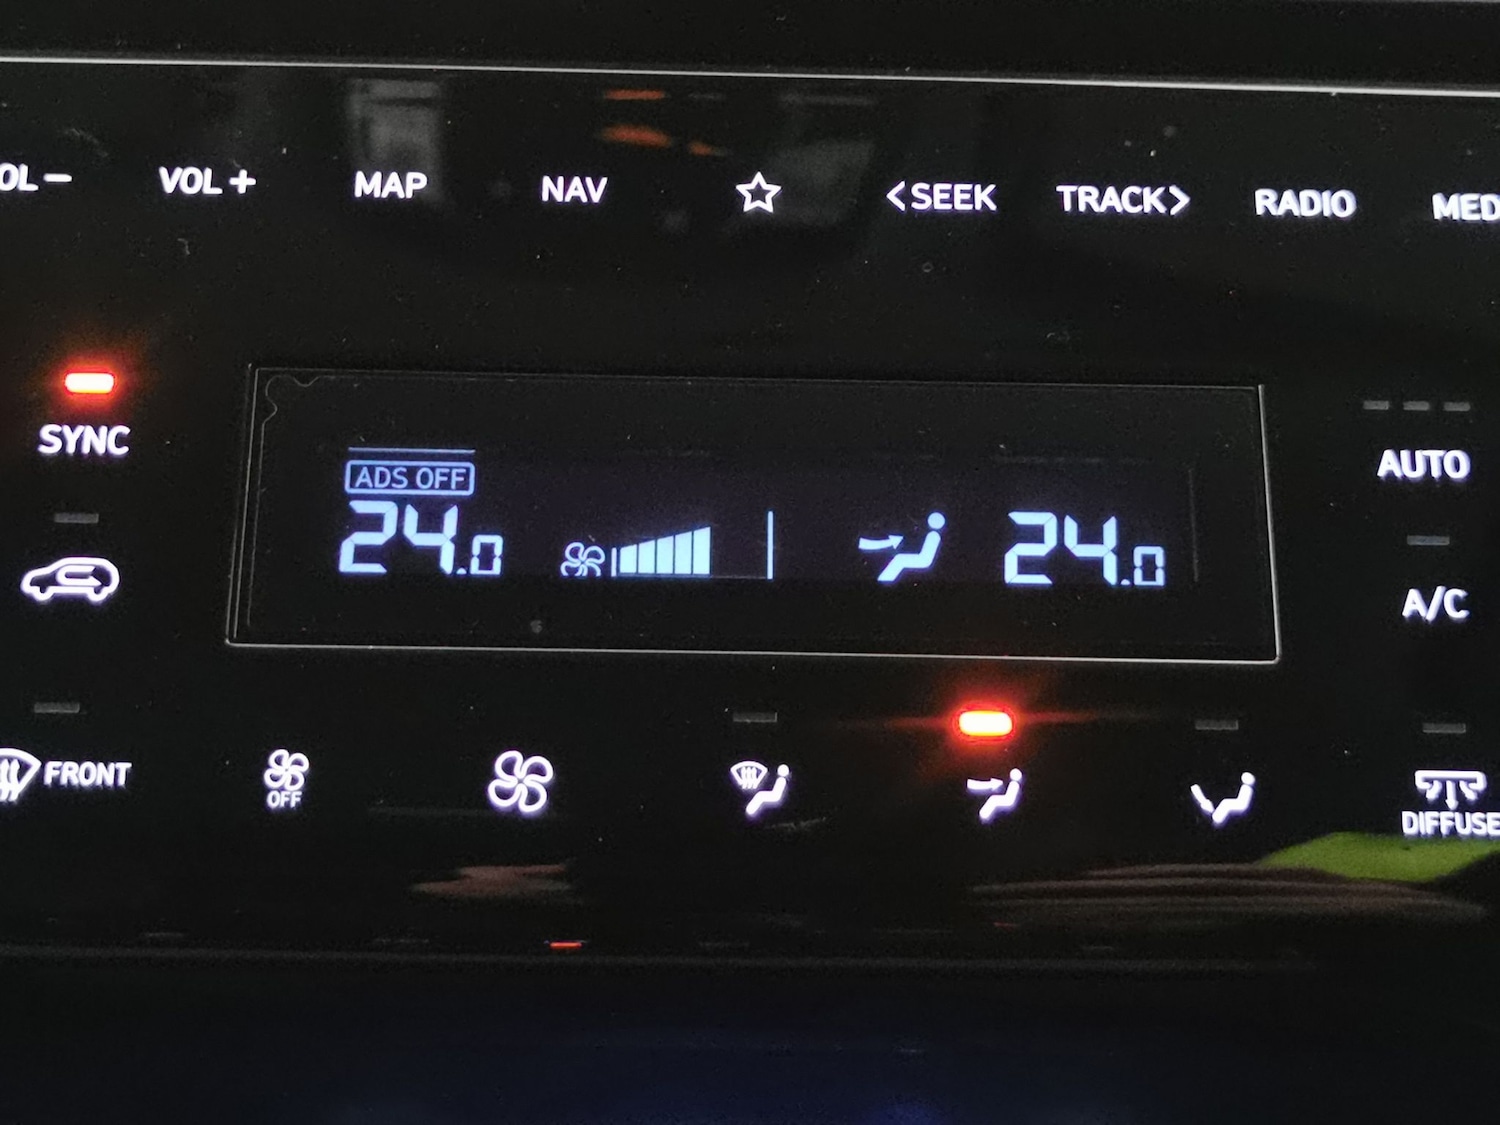 OL − VOL + MAP NAV <SEEK TRACK> RADIO MED
SYNC
AUTO
ADS OFF
24.0 24.0
A/C
FRONT
OFF
DIFFUSE